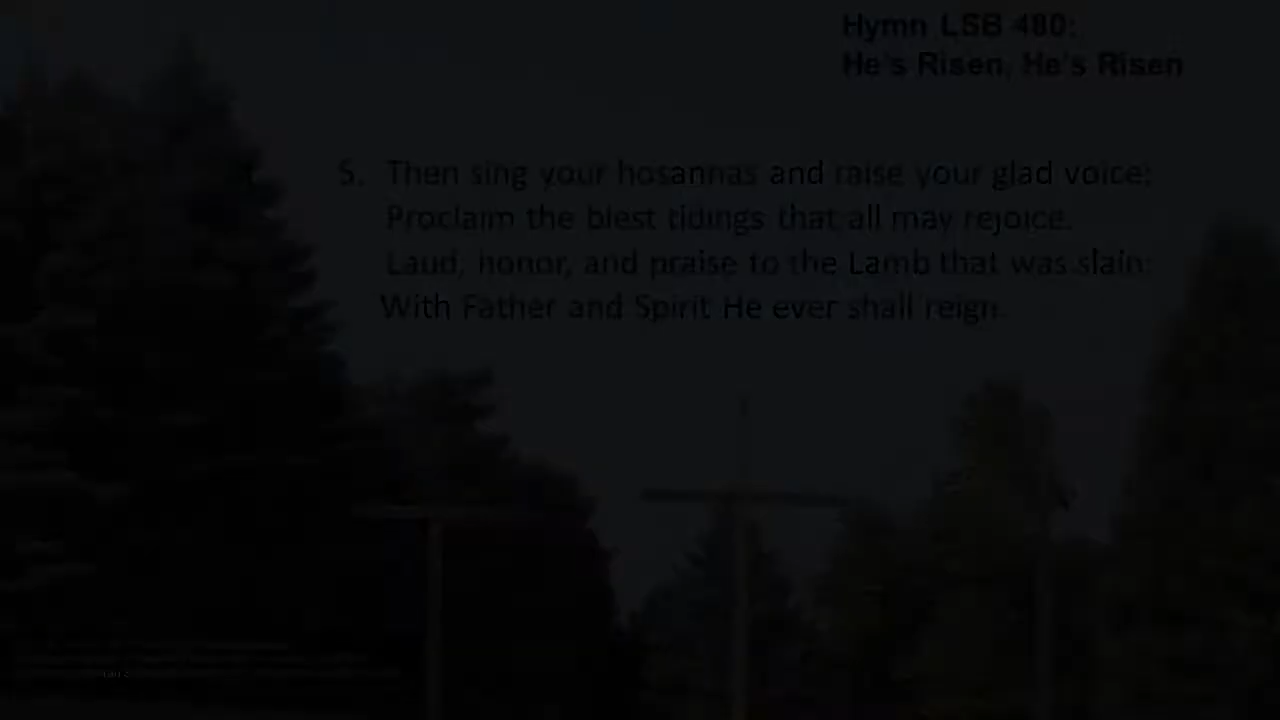 Hymn LSB 480:
He's Risen, He's Risen
5. Then sing your hosannas and raise your glad voice;
Proclaim the blest tidings that all may rejoice.
Laud, honor, and praise to the Lamb that was slain;
With Father and Spirit He ever shall reign.